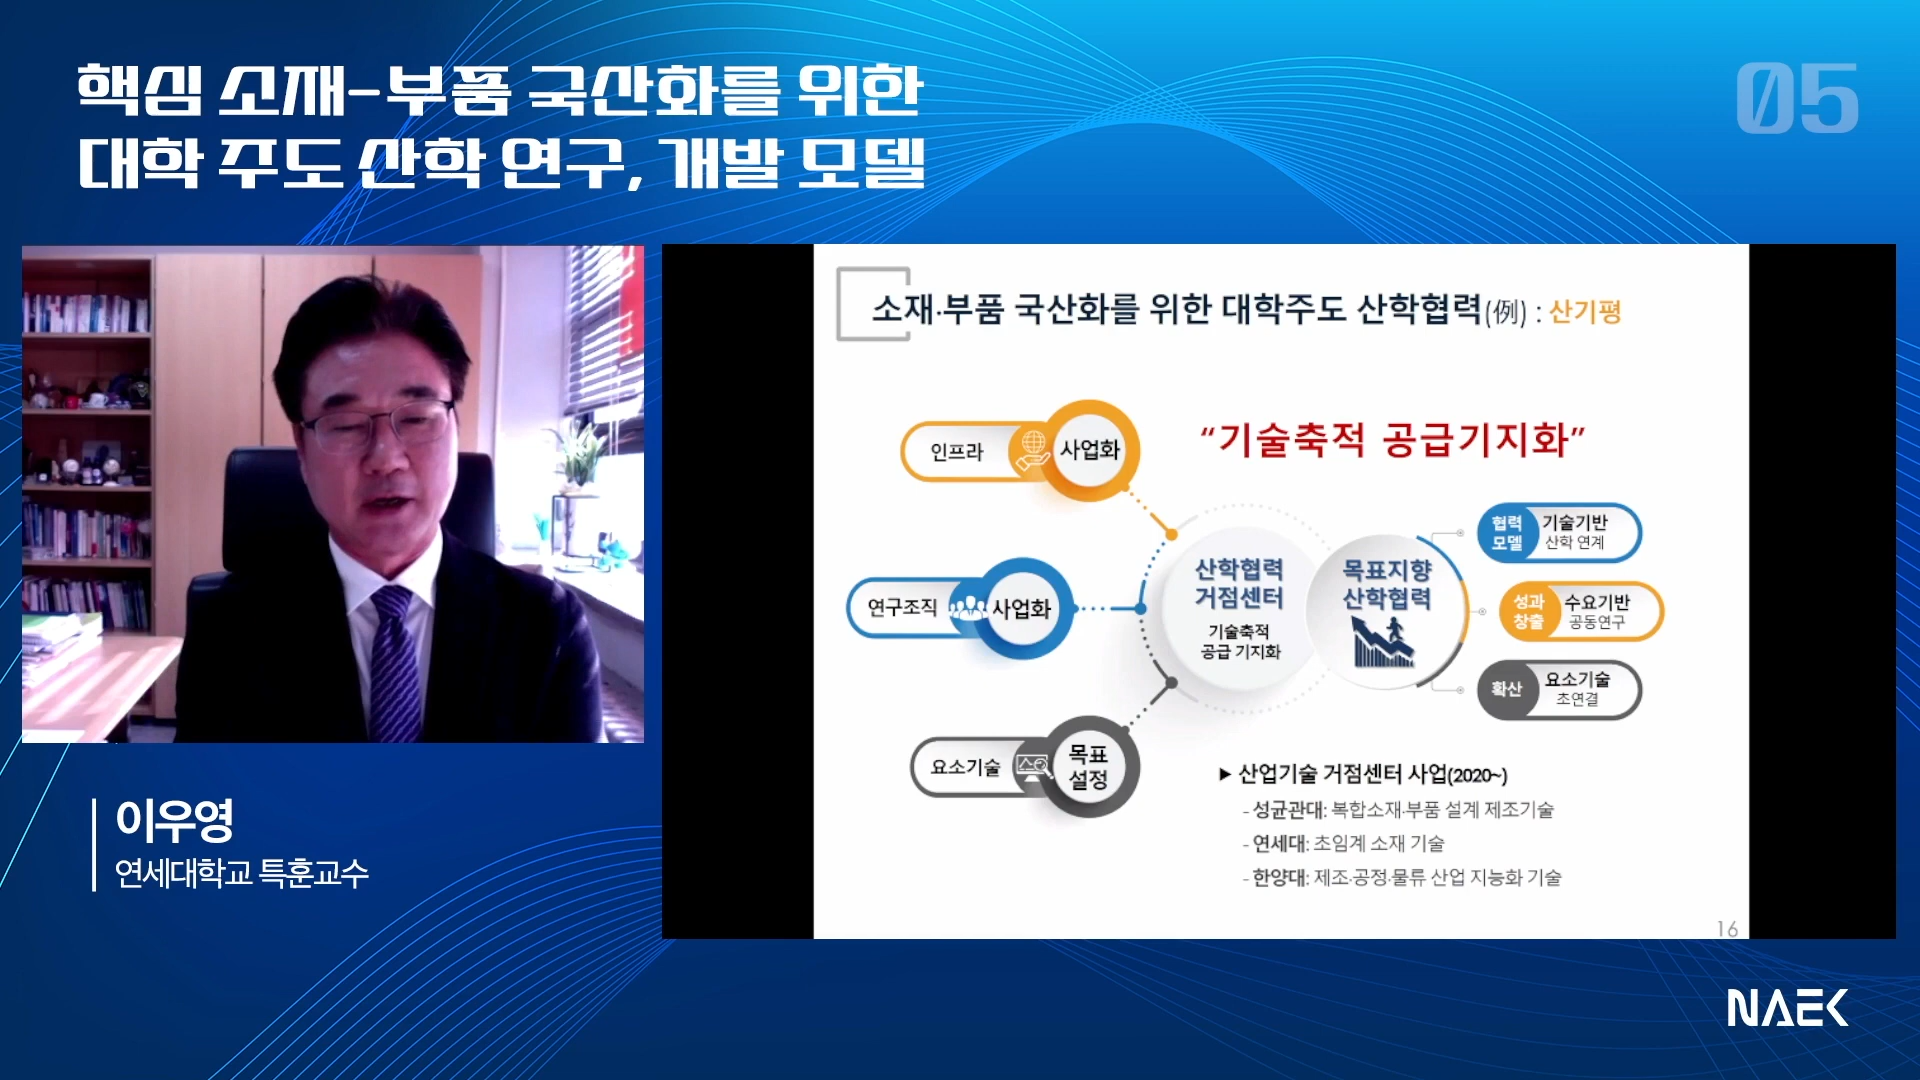 핵심 소재-부품 국산화를 위한
대학 주도 산학 연구, 개발 모델
05
소재·부품 국산화를 위한 대학주도 산학협력(例) : 산기평
“기술축적 공급기지화”
인프라
사업화
연구조직
사업화
요소기술
목표
설정
산학협력
거점센터
기술축적
공급 기지화
목표지향
산학협력
협력
모델
기술기반
산학 연계
성과
창출
수요기반
공동연구
확산
요소기술
초연결
▶ 산업기술 거점센터 사업(2020~)
- 성균관대: 복합소재·부품 설계 제조기술
- 연세대: 초임계 소재 기술
- 한양대: 제조·공정·물류 산업 지능화 기술
16
이우영
연세대학교 특훈교수
NAEK